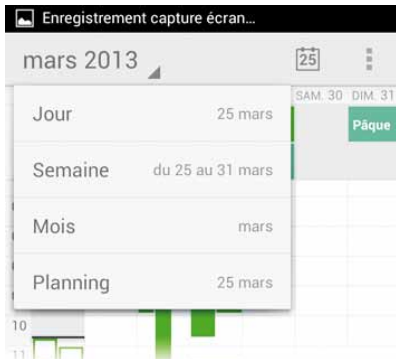 Enregistrement capture écran...
mars 2013
25
SAM. 30 DIM. 31
Jour 25 mars
Pâque
Semaine du 25 au 31 mars
Mois mars
Planning 25 mars
10
11